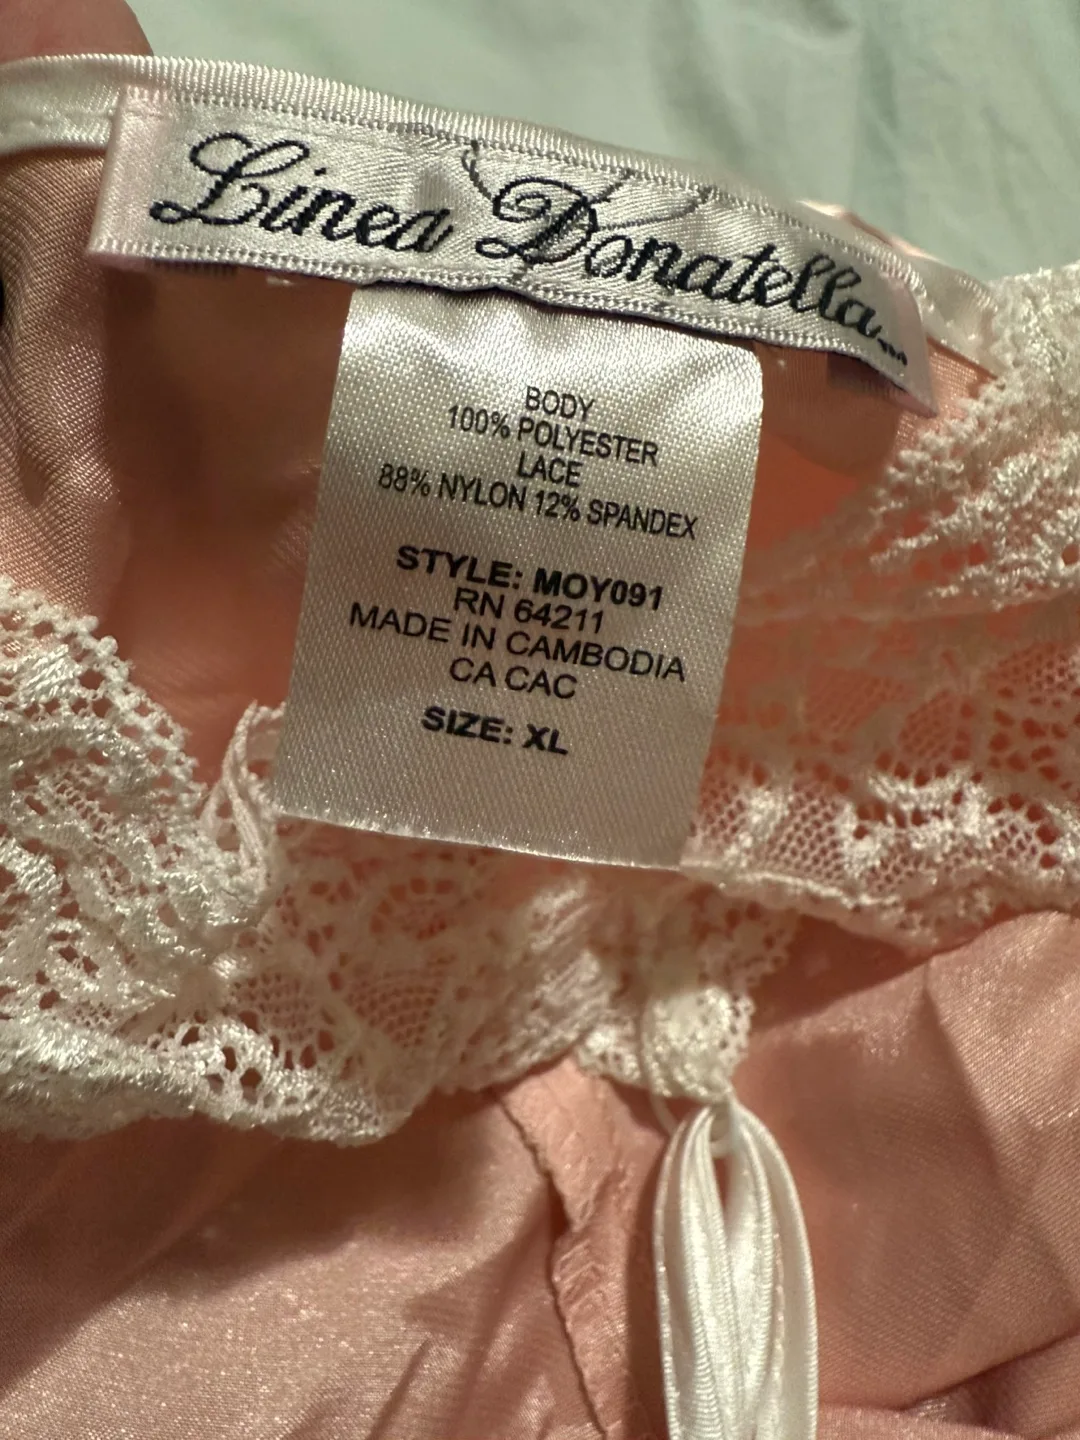 Linea Donatella™
BODY
100% POLYESTER
LACE
88% NYLON 12% SPANDEX
STYLE: MOY091
RN 64211
MADE IN CAMBODIA
CA CAC
SIZE: XL